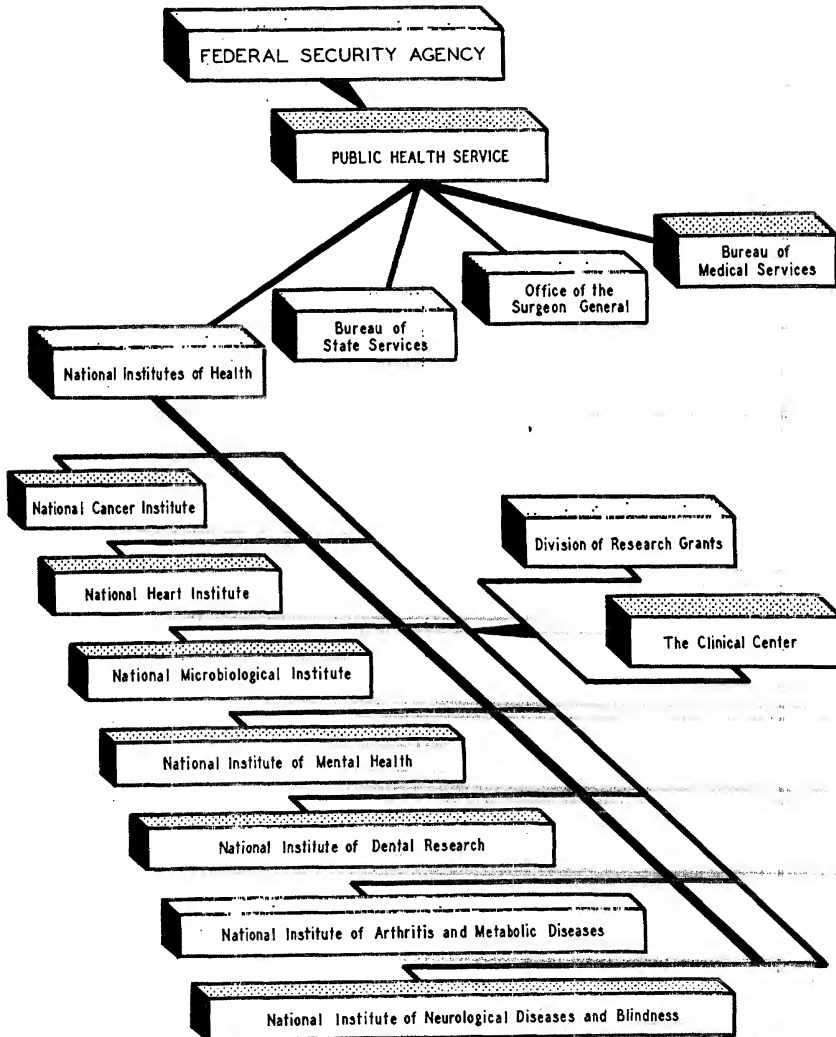 FEDERAL SECURITY AGENCY
PUBLIC HEALTH SERVICE
Bureau of
Medical Services
Office of the
Surgeon General
Bureau of
State Services
National Institutes of Health
National Cancer Institute
Division of Research Grants
National Heart Institute
The Clinical Center
National Microbiological Institute
National Institute of Mental Health
National Institute of Dental Research
National Institute of Arthritis and Metabolic Diseases
National Institute of Neurological Diseases and Blindness